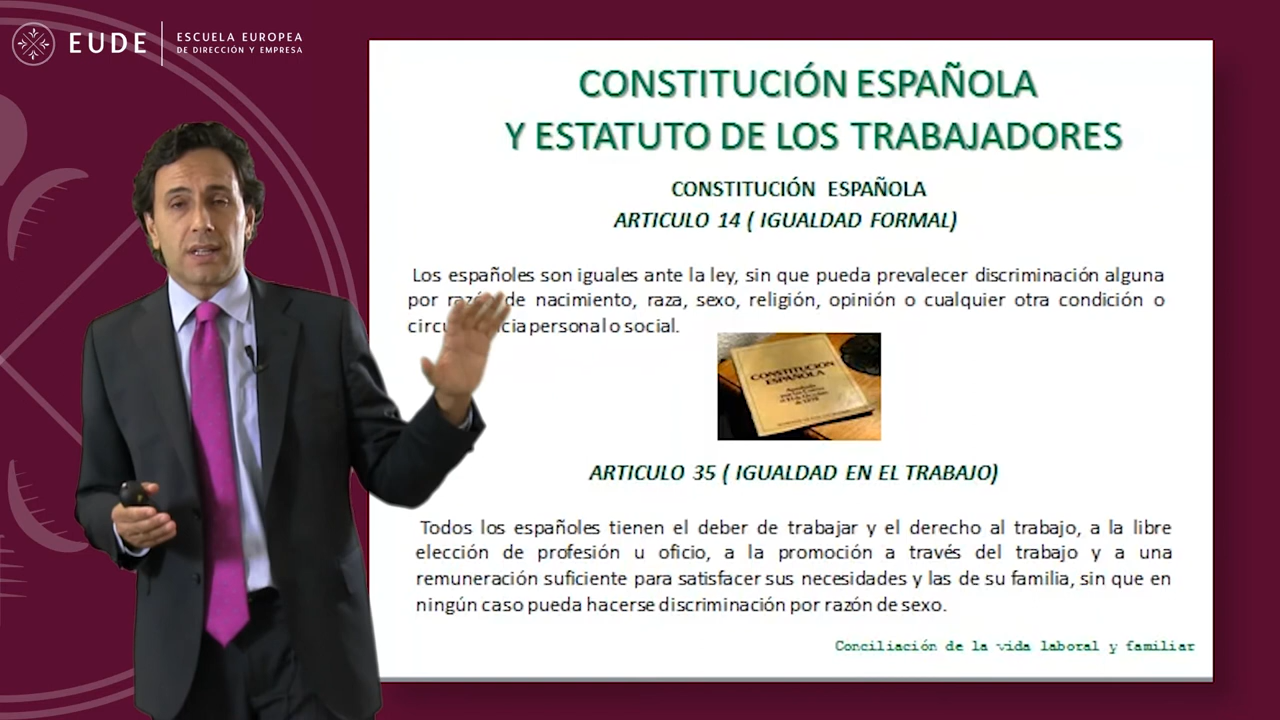 EUDE
ESCUELA EUROPEA
DE DIRECCIÓN Y EMPRESA
CONSTITUCIÓN ESPAÑOLA
Y ESTATUTO DE LOS TRABAJADORES
CONSTITUCIÓN ESPAÑOLA
ARTICULO 14 ( IGUALDAD FORMAL)
Los españoles son iguales ante la ley, sin que pueda prevalecer discriminación alguna
por de nacimiento, raza, sexo, religión, opinión o cualquier otra condición o
personal o social.
CONSTITUCION
ESPAÑOLA
ARTICULO 35 ( IGUALDAD EN EL TRABAJO)
Todos los españoles tienen el deber de trabajar y el derecho al trabajo, a la libre
elección de profesión u oficio, a la promoción a través del trabajo y a una
remuneración suficiente para satisfacer sus necesidades y las de su familia, sin que en
ningún caso pueda hacerse discriminación por razón de sexo.
Conciliación de la vida laboral y familiar